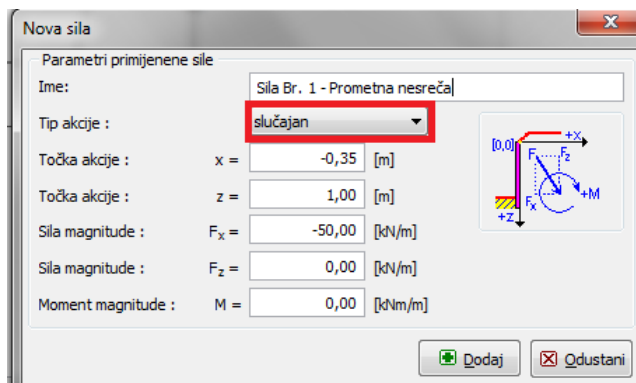 Nova sila
Parametri primijenene sile
Ime: Sila Br. 1 - Prometna nesreča
Tip akcije : slučajan
Točka akcije : x = -0,35 [m]
Točka akcije : z = 1,00 [m]
Sila magnitude : Fx = -50,00 [kN/m]
Sila magnitude : Fz = 0,00 [kN/m]
Moment magnitude : M = 0,00 [kNm/m]
[0,0] +X
F Fz
Fx +M
+Z
Dodaj Odustani